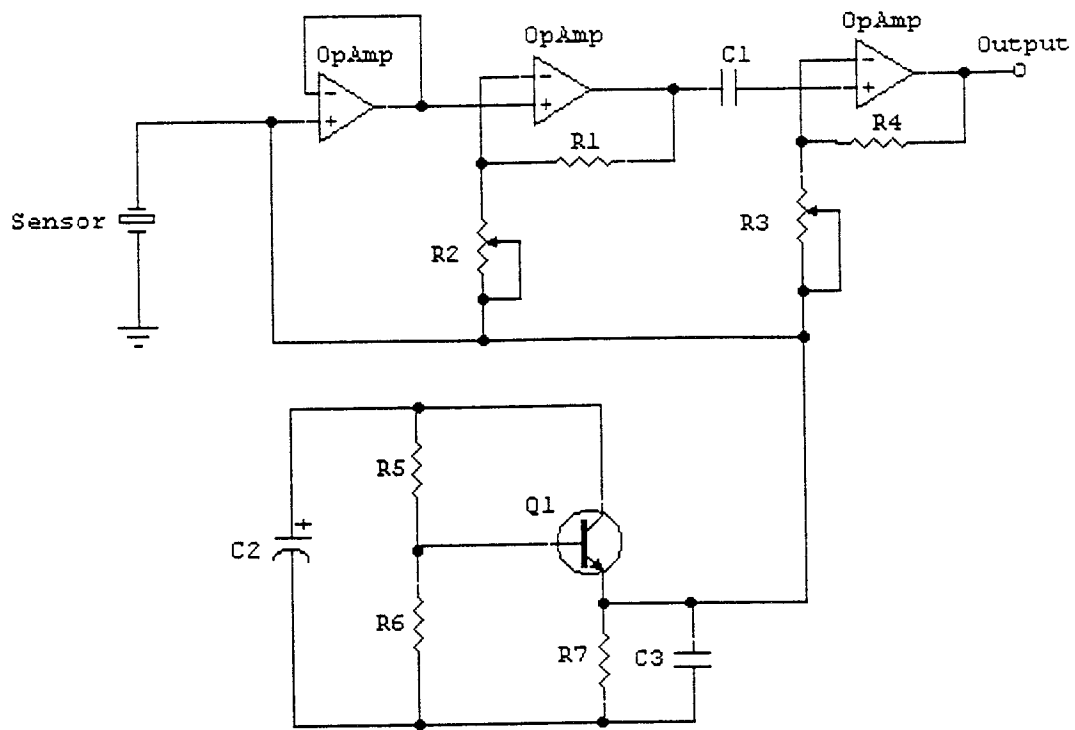 OpAmp
OpAmp
OpAmp
C1
Output
R1
R4
Sensor
R2
R3
R5
Q1
C2
R6
R7
C3